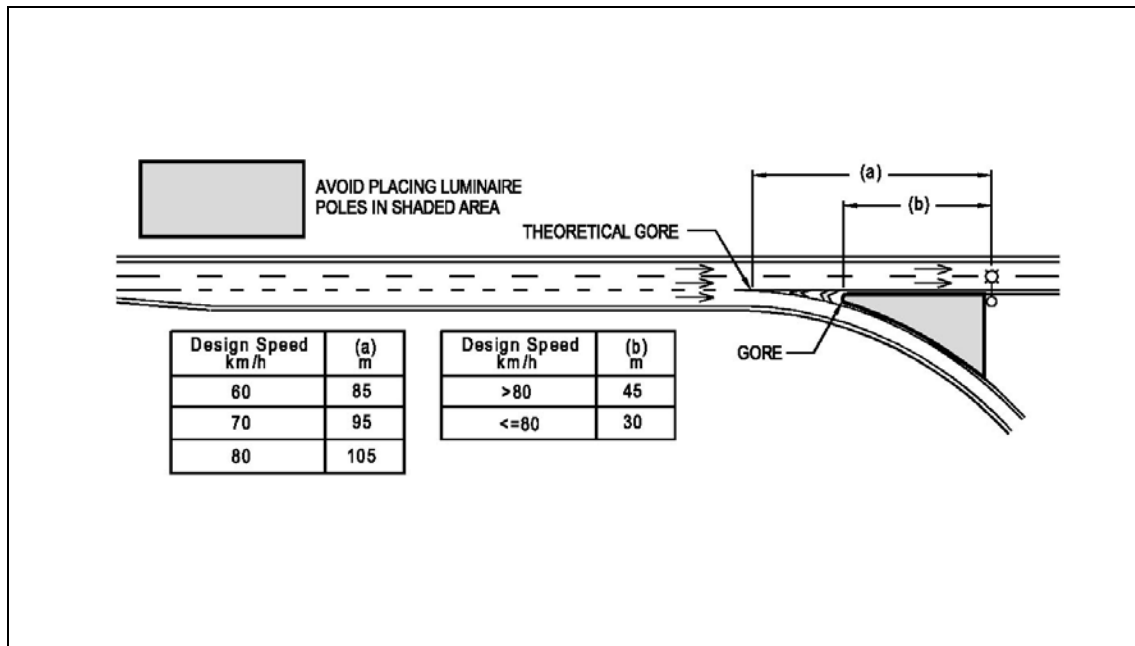 AVOID PLACING LUMINAIRE
POLES IN SHADED AREA
(a)
(b)
THEORETICAL GORE
GORE
Design Speed km/h (a) m
60 85
70 95
80 105
Design Speed km/h (b) m
>80 45
<=80 30